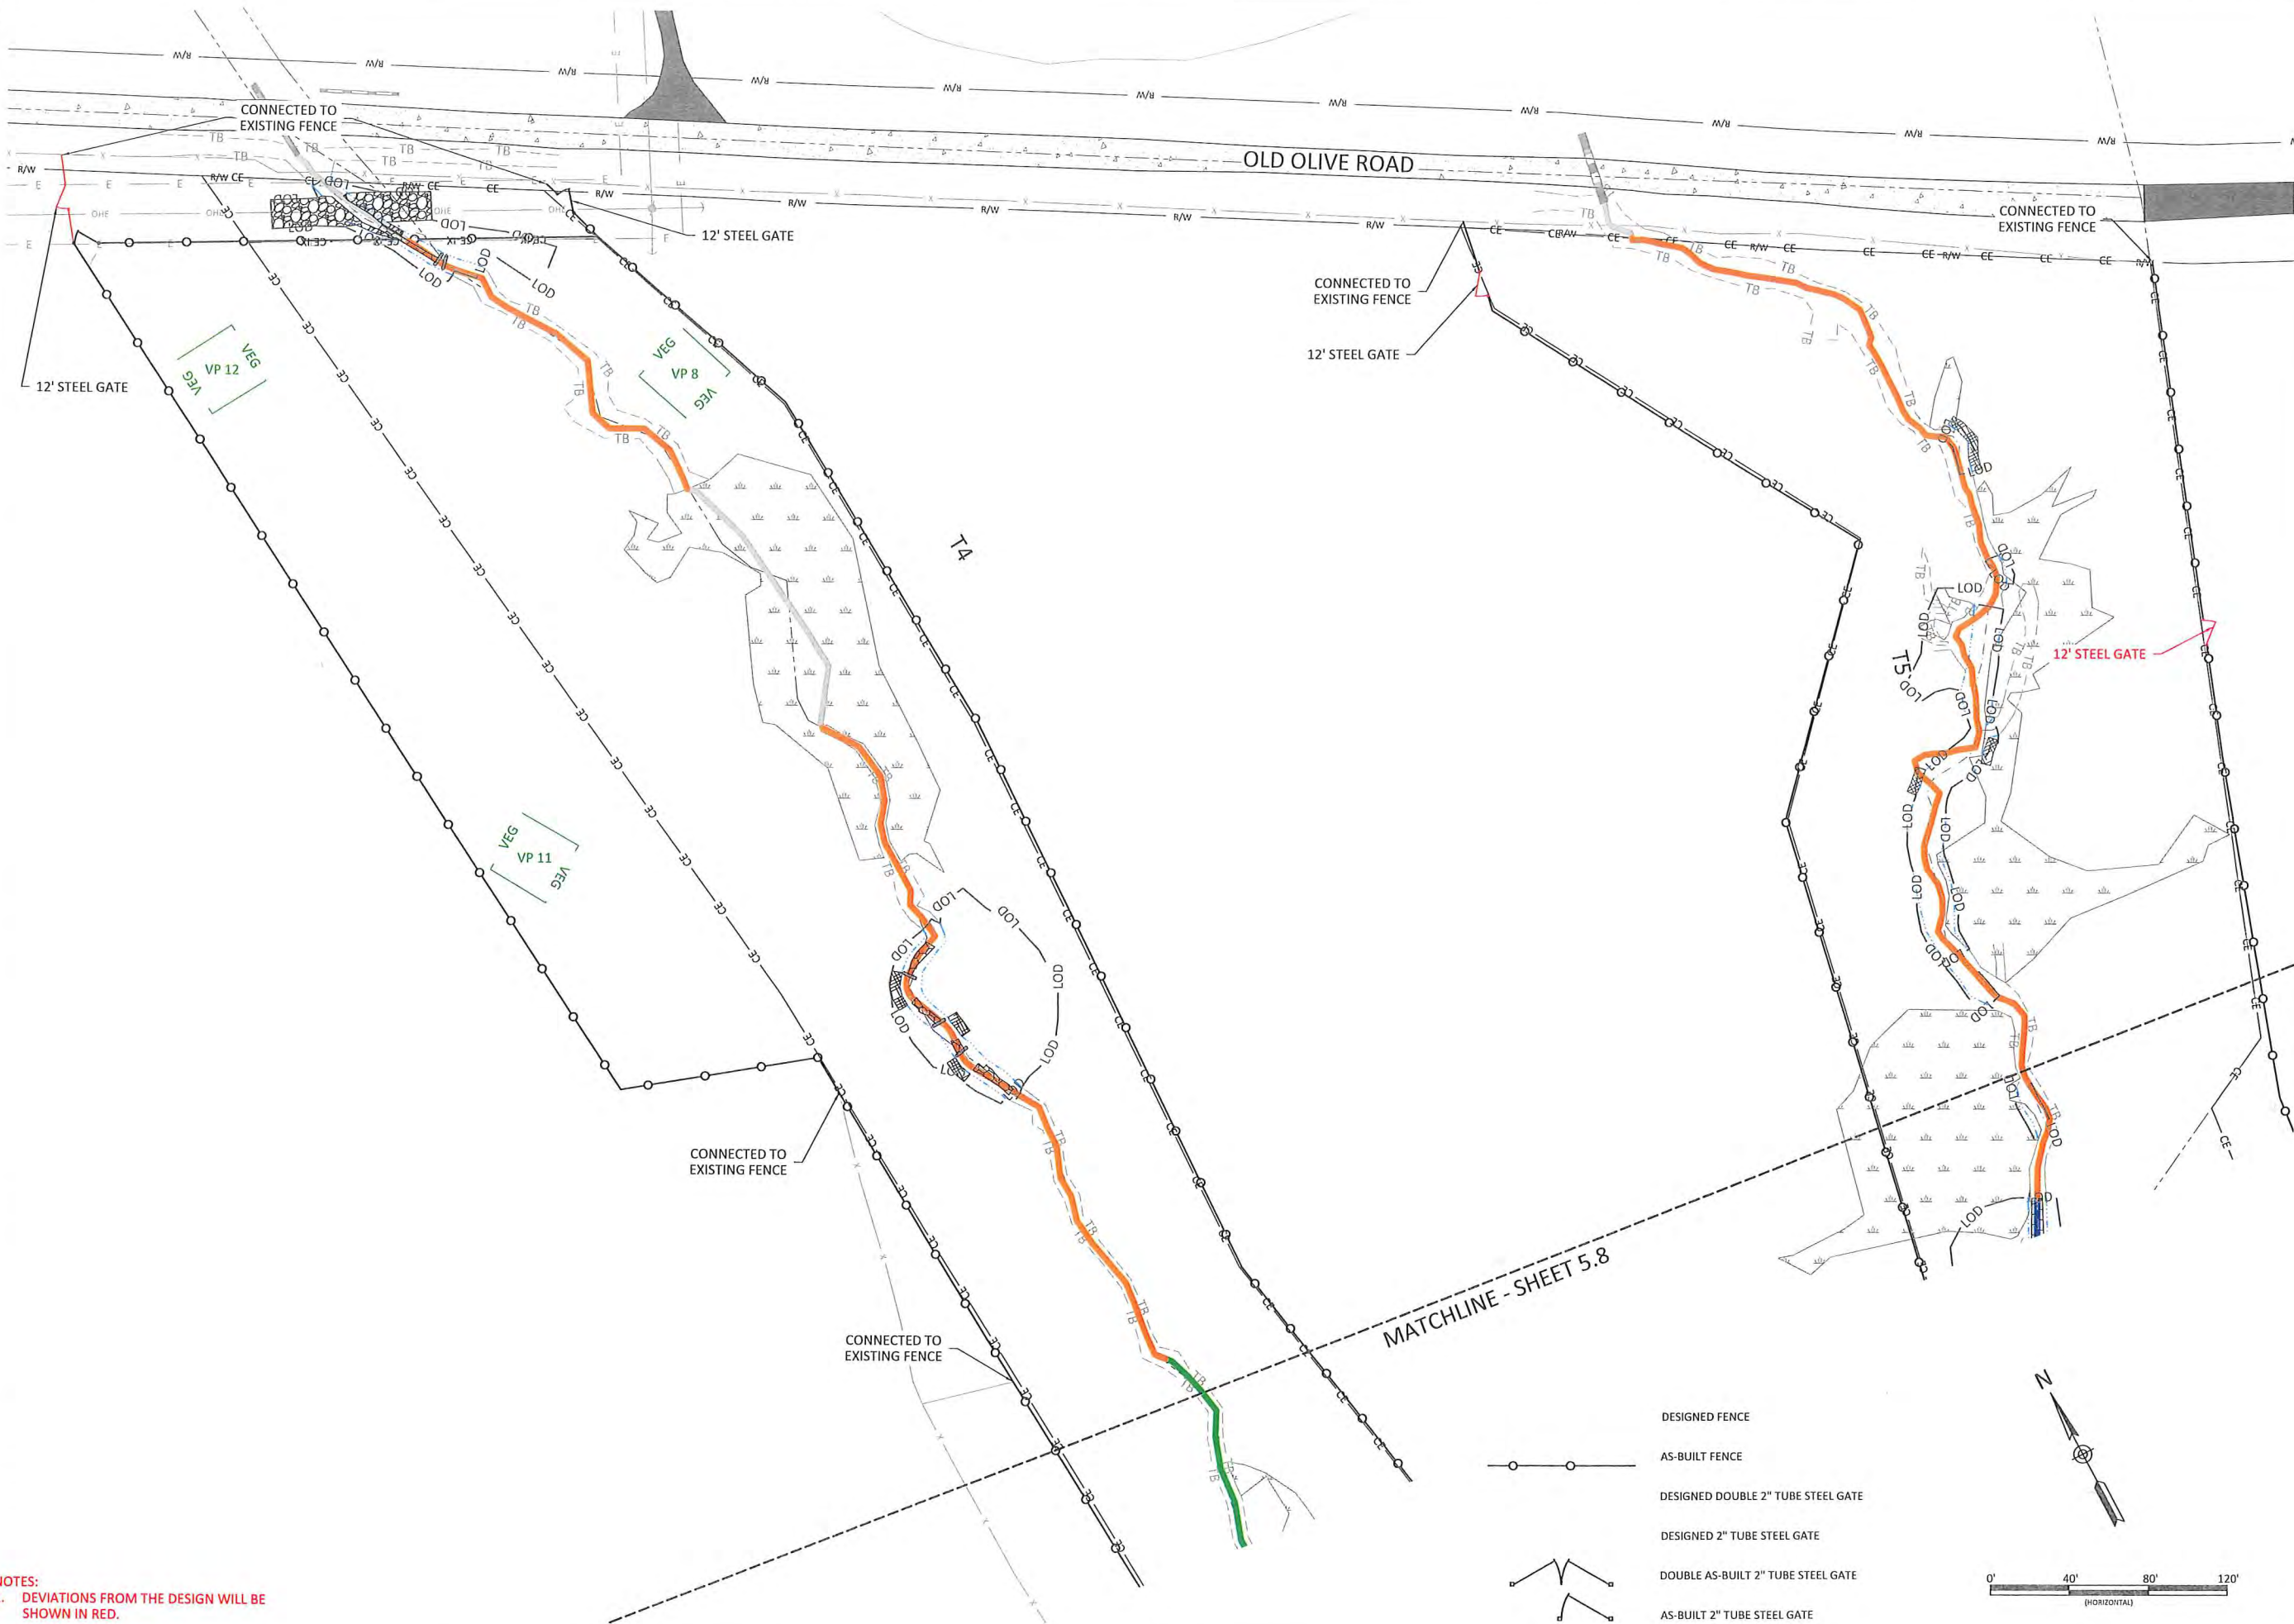 R/W
R/W
R/W
R/W
R/W
R/W
R/W
R/W
R/W
R/W
R/W
CONNECTED TO
EXISTING FENCE
OLD OLIVE ROAD
CONNECTED TO
EXISTING FENCE
12' STEEL GATE
CONNECTED TO
EXISTING FENCE
12' STEEL GATE
12' STEEL GATE
VEG
VP 12
VEG
VEG
VEG
VP 8
VEG
T4
T5
12' STEEL GATE
VEG
VP 11
VEG
CONNECTED TO
EXISTING FENCE
CONNECTED TO
EXISTING FENCE
MATCHLINE - SHEET 5.8
N
DESIGNED FENCE
AS-BUILT FENCE
DESIGNED DOUBLE 2" TUBE STEEL GATE
DESIGNED 2" TUBE STEEL GATE
DOUBLE AS-BUILT 2" TUBE STEEL GATE
AS-BUILT 2" TUBE STEEL GATE
0' 40' 80' 120'
(HORIZONTAL)
NOTES:
DEVIATIONS FROM THE DESIGN WILL BE
SHOWN IN RED.